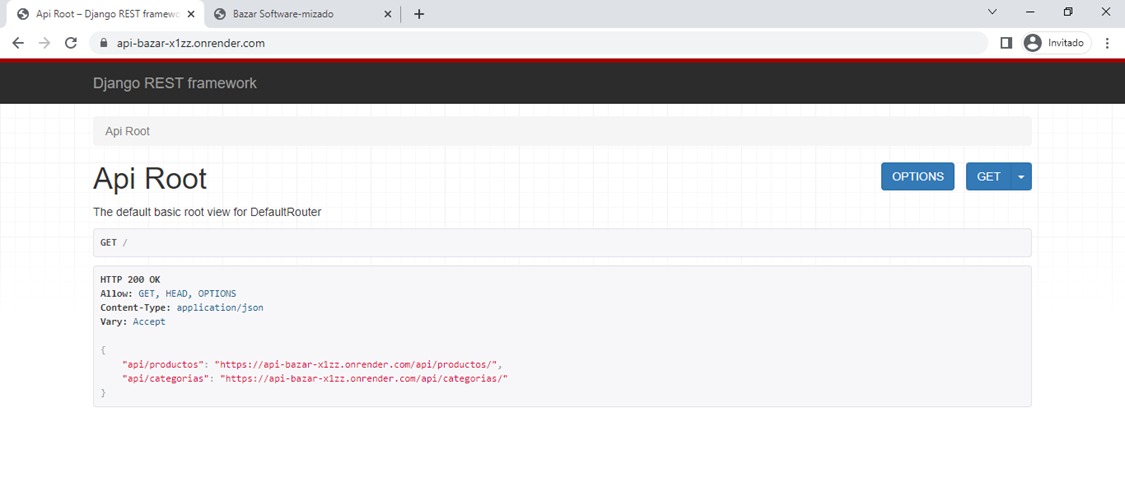 Api Root – Django REST framewo
Bazar Software-mizado
api-bazar-x1zz.onrender.com
Invitado
Django REST framework
Api Root
Api Root
OPTIONS
GET
The default basic root view for DefaultRouter
GET /
HTTP 200 OK
Allow: GET, HEAD, OPTIONS
Content-Type: application/json
Vary: Accept
{
"api/productos": "https://api-bazar-x1zz.onrender.com/api/productos/",
"api/categorias": "https://api-bazar-x1zz.onrender.com/api/categorias/"
}